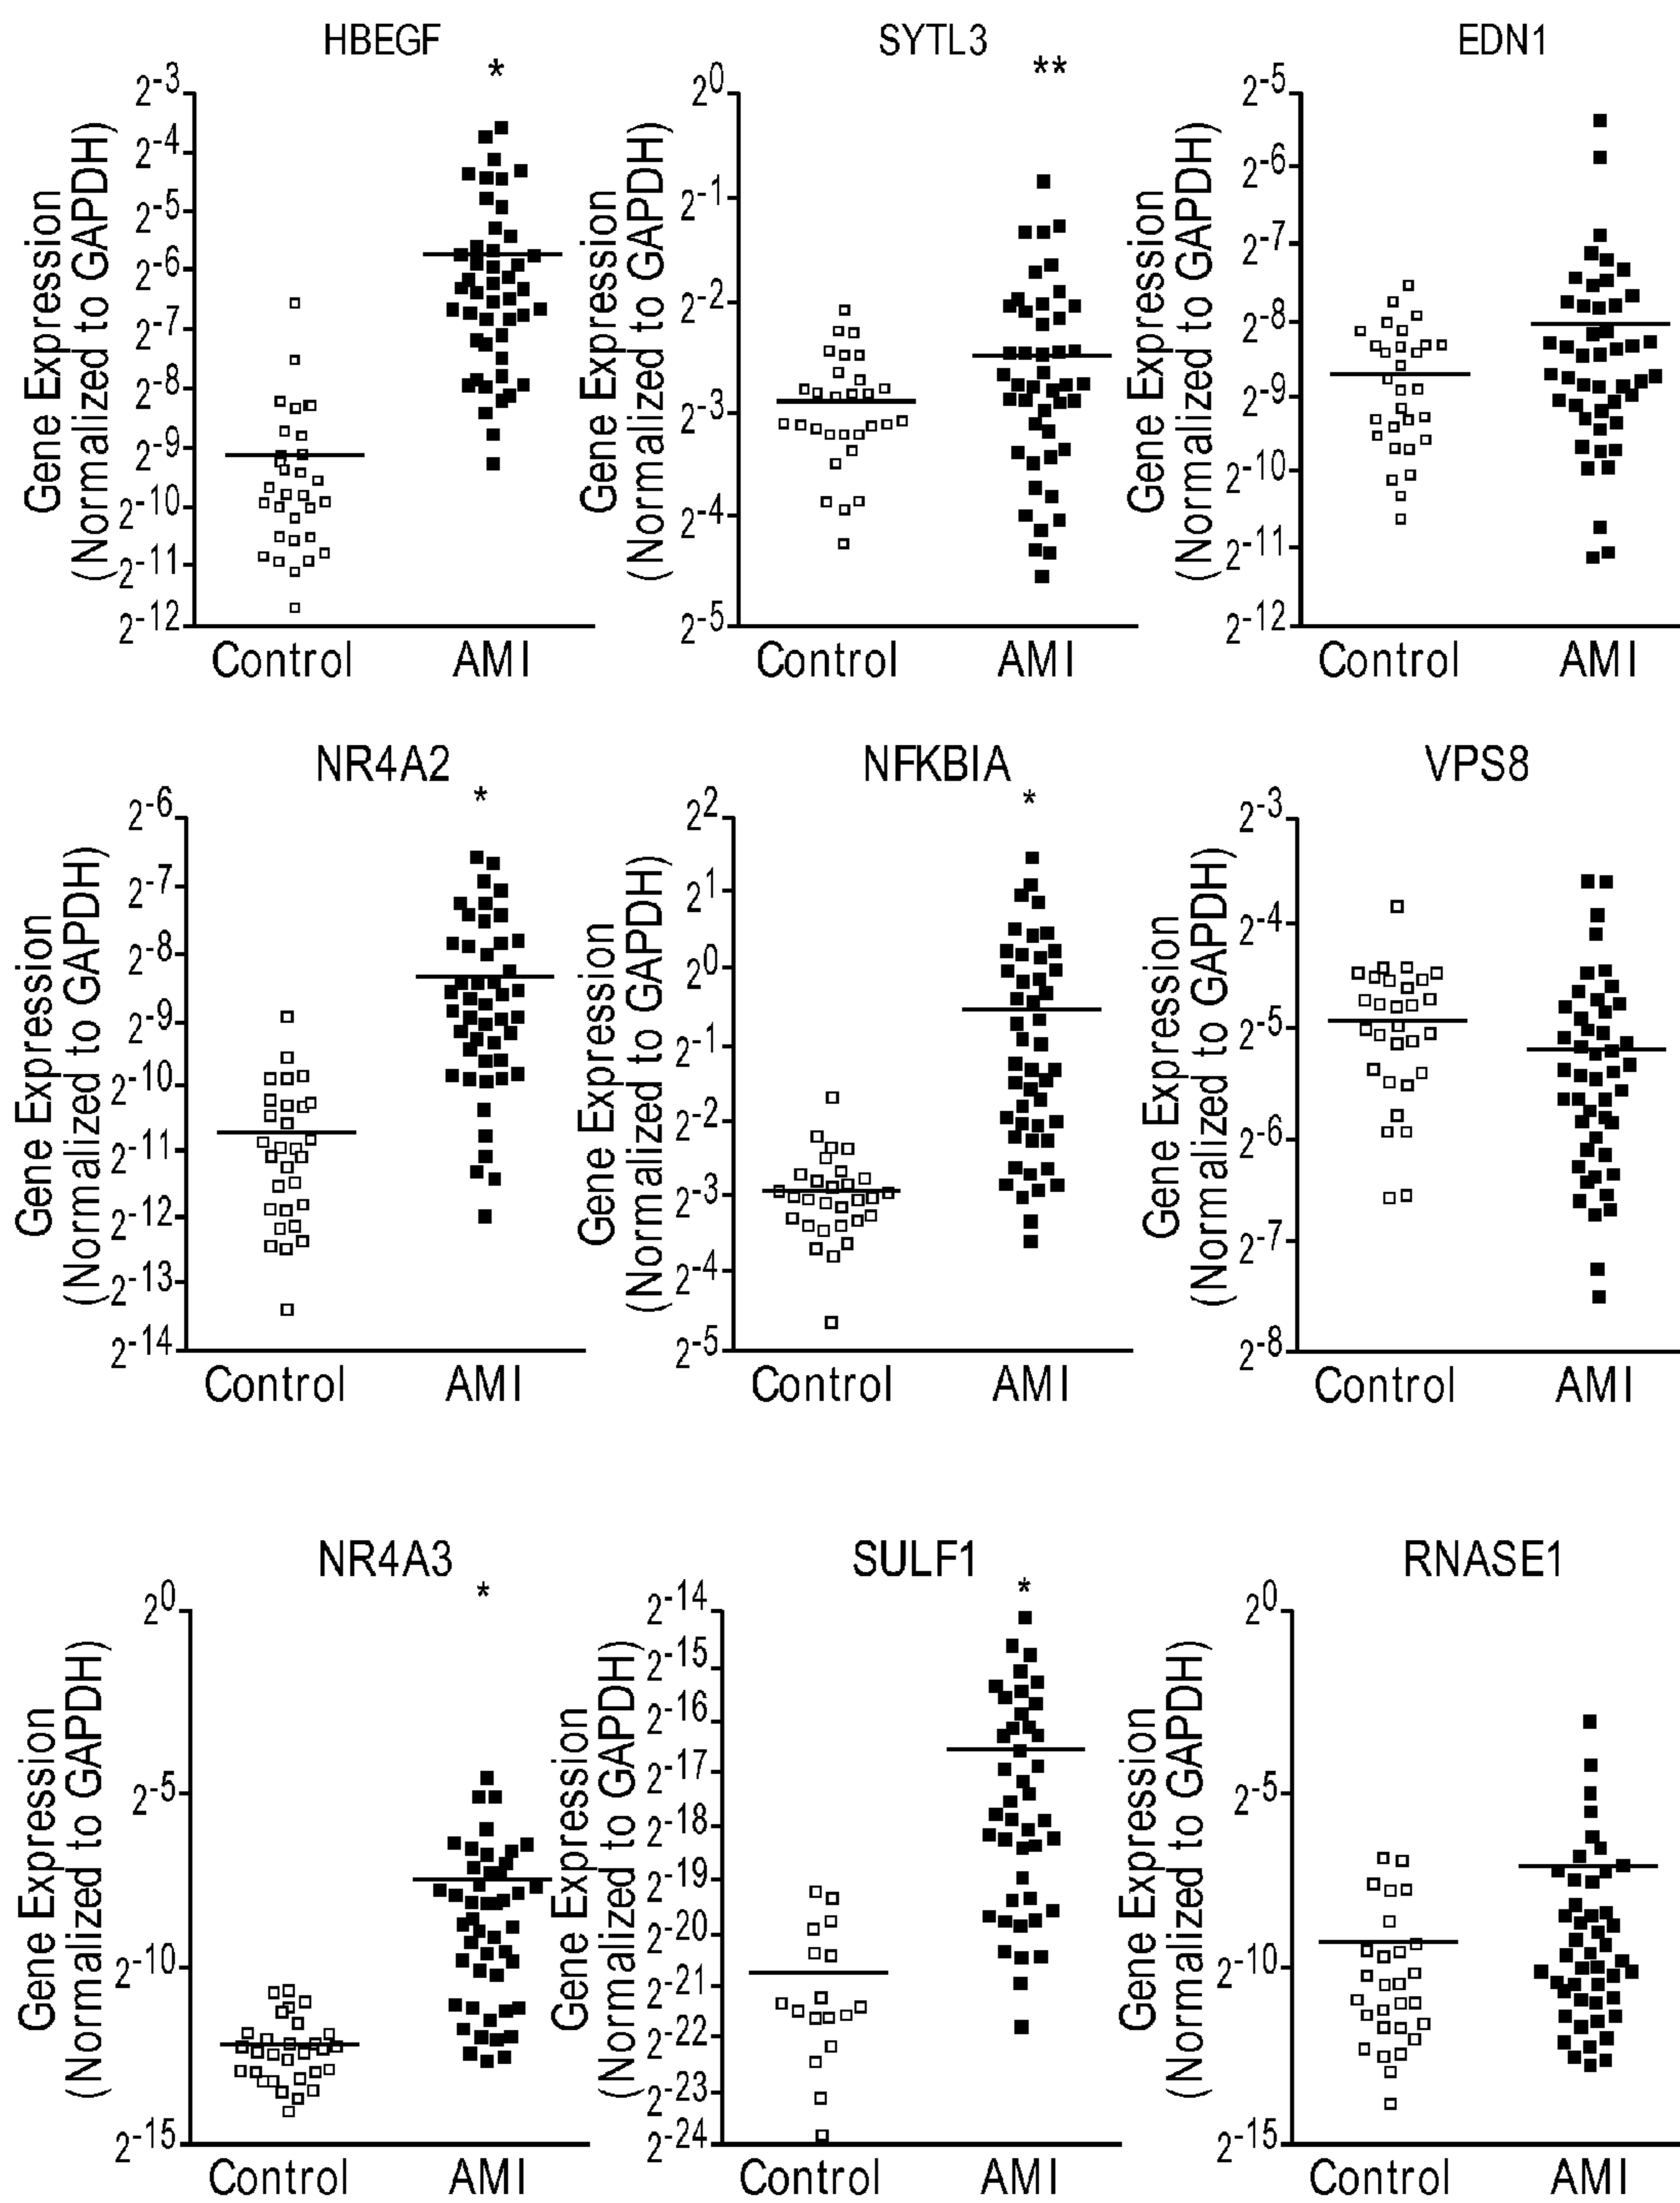 HBEGF
*
Gene Expression
(Normalized to GAPDH)
2-3
2-4
2-5
2-6
2-7
2-8
2-9
2-10
2-11
2-12
Control AMI
SYTL3
**
Gene Expression
(Normalized to GAPDH)
20
2-1
2-2
2-3
2-4
2-5
Control AMI
EDN1
Gene Expression
(Normalized to GAPDH)
2-5
2-6
2-7
2-8
2-9
2-10
2-11
2-12
Control AMI
NR4A2
*
Gene Expression
(Normalized to GAPDH)
2-6
2-7
2-8
2-9
2-10
2-11
2-12
2-13
2-14
Control AMI
NFKBIA
*
Gene Expression
(Normalized to GAPDH)
22
21
20
2-1
2-2
2-3
2-4
2-5
Control AMI
VPS8
Gene Expression
(Normalized to GAPDH)
2-3
2-4
2-5
2-6
2-7
2-8
Control AMI
NR4A3
*
Gene Expression
(Normalized to GAPDH)
20
2-5
2-10
2-15
Control AMI
SULF1
*
Gene Expression
(Normalized to GAPDH)
2-14
2-15
2-16
2-17
2-18
2-19
2-20
2-21
2-22
2-23
2-24
Control AMI
RNASE1
Gene Expression
(Normalized to GAPDH)
20
2-5
2-10
2-15
Control AMI